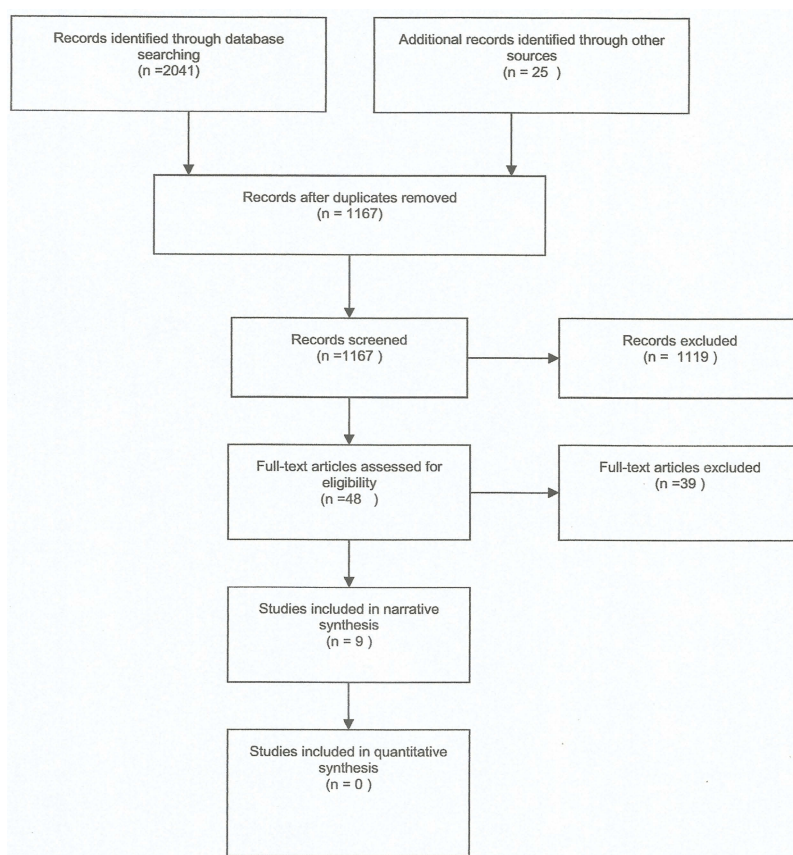 Records identified through database
searching
(n =2041)
Additional records identified through other
sources
(n = 25 )
Records after duplicates removed
(n = 1167)
Records screened
(n =1167 )
Records excluded
(n = 1119)
Full-text articles assessed for
eligibility
(n =48 )
Full-text articles excluded
(n =39 )
Studies included in narrative
synthesis
(n = 9 )
Studies included in quantitative
synthesis
(n = 0 )